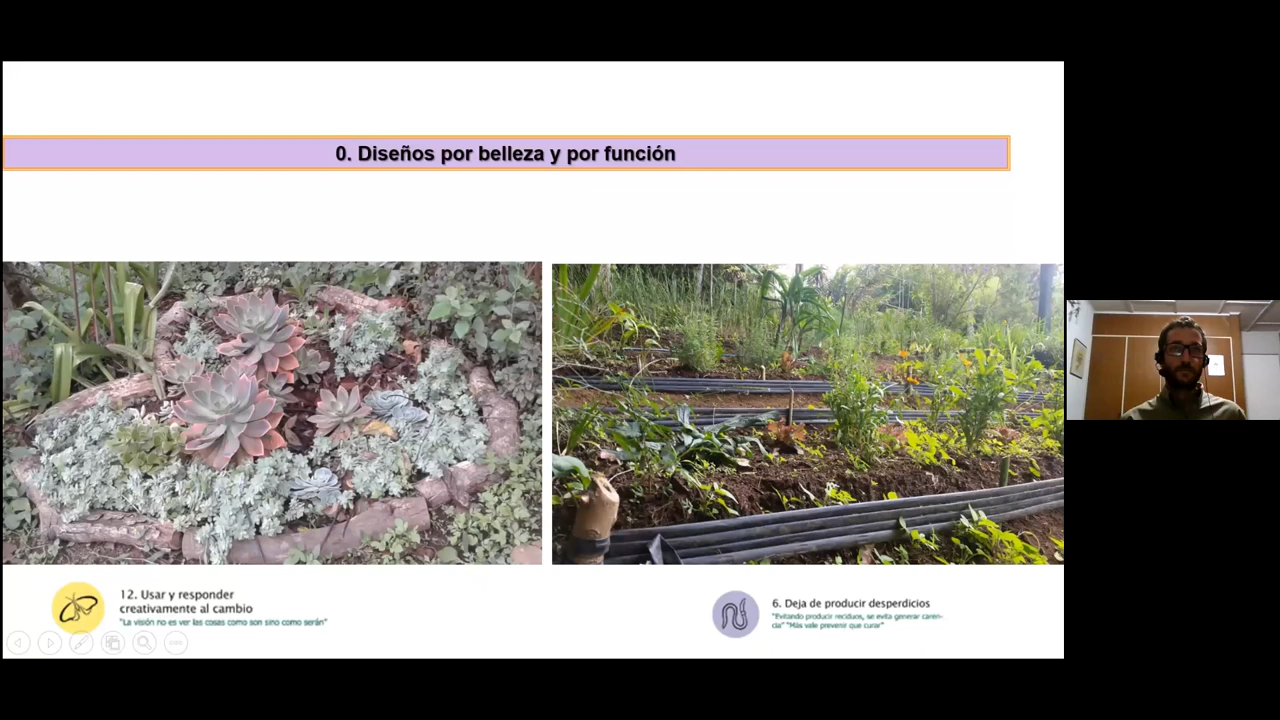 0. Diseños por belleza y por función
12. Usar y responder
creativamente al cambio
"La visión no es ver las cosas como son sino como serán"
6. Deja de producir desperdicios
"Evitando producir reciduos, se evita generar caren-
cia" "Más vale prevenir que curar"